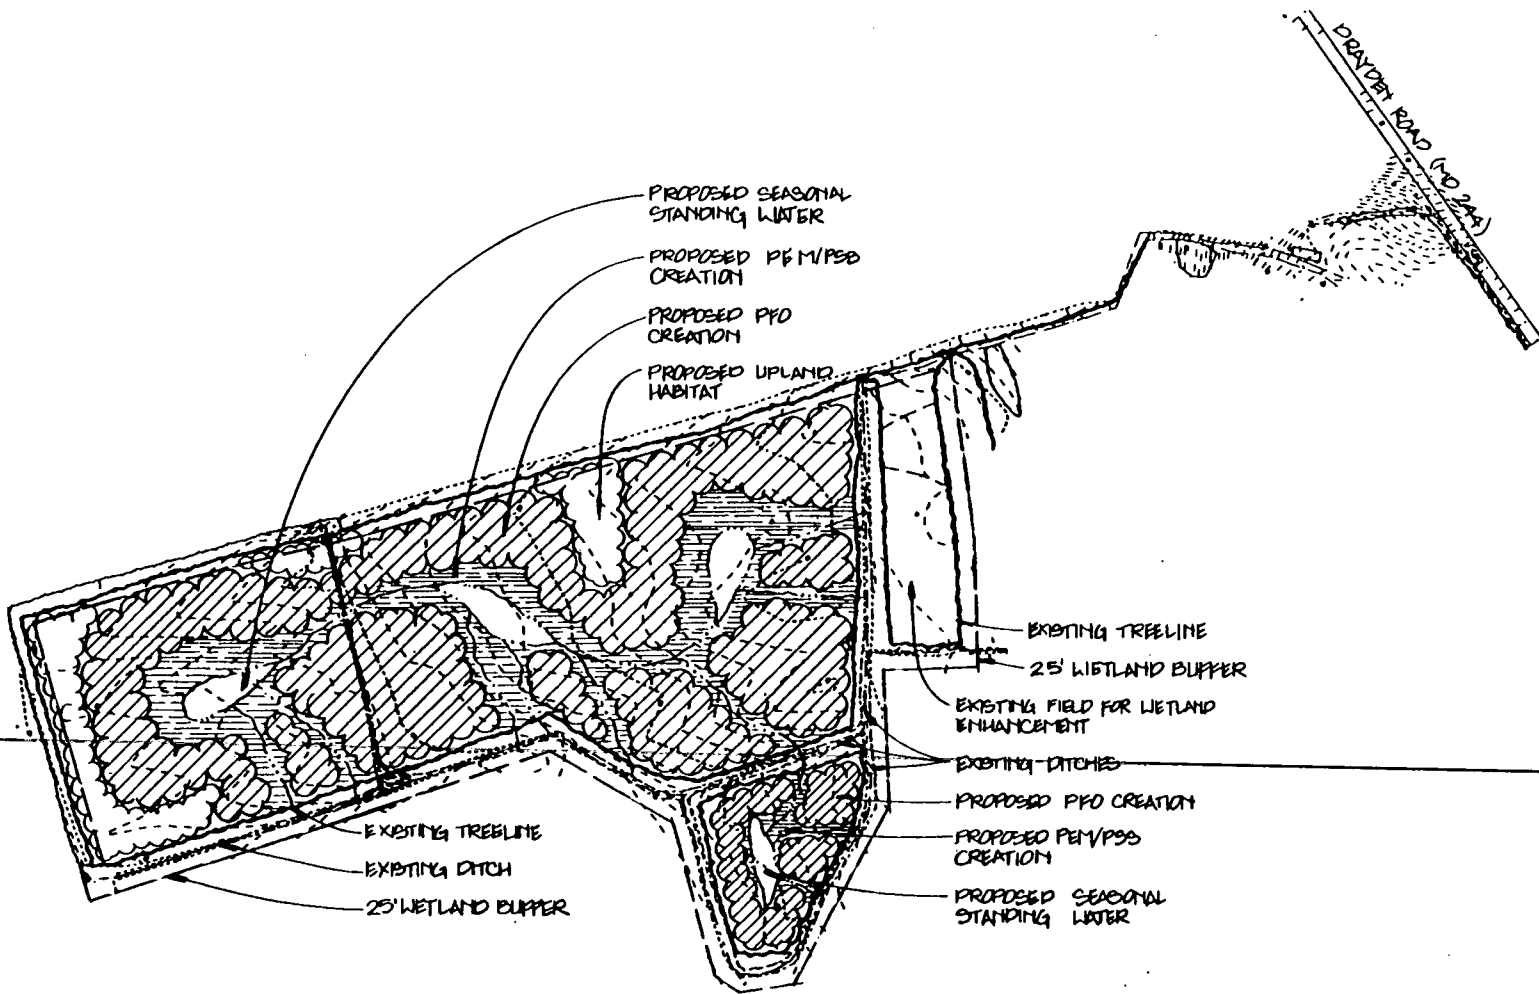 DRAYDEN ROAD (MD 244)
PROPOSED SEASONAL
STANDING WATER
PROPOSED PEM/PSS
CREATION
PROPOSED PFO
CREATION
PROPOSED UPLAND
HABITAT
EXISTING TREELINE
25' WETLAND BUFFER
EXISTING FIELD FOR WETLAND
ENHANCEMENT
EXISTING DITCHES
PROPOSED PFO CREATION
PROPOSED PEM/PSS
CREATION
PROPOSED SEASONAL
STANDING WATER
EXISTING TREELINE
EXISTING DITCH
25' WETLAND BUFFER